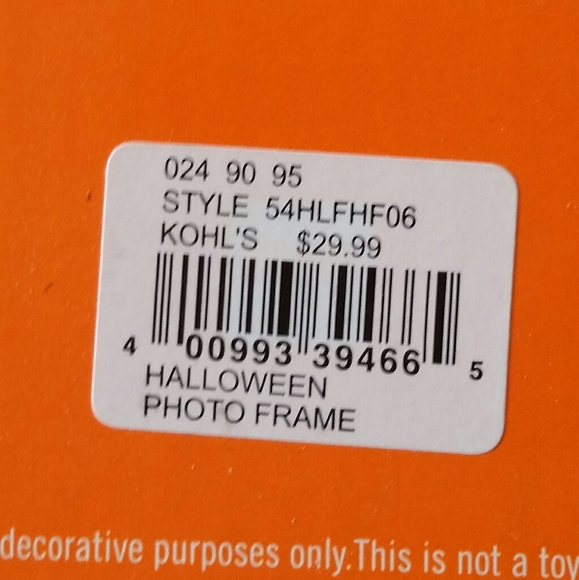 024 90 95
STYLE 54HLFHF06
KOHL'S $29.99
4 00993 39466 5
HALLOWEEN
PHOTO FRAME
decorative purposes only.This is not a toy